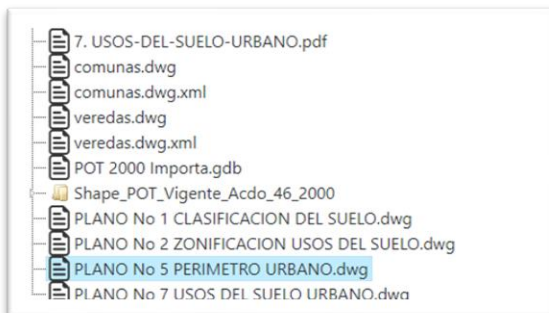 7. USOS-DEL-SUELO-URBANO.pdf
comunas.dwg
comunas.dwg.xml
veredas.dwg
veredas.dwg.xml
POT 2000 Importa.gdb
Shape_POT_Vigente_Acdo_46_2000
PLANO No 1 CLASIFICACION DEL SUELO.dwg
PLANO No 2 ZONIFICACION USOS DEL SUELO.dwg
PLANO No 5 PERIMETRO URBANO.dwg
PLANO No 7 USOS DEL SUELO URBANO.dwg